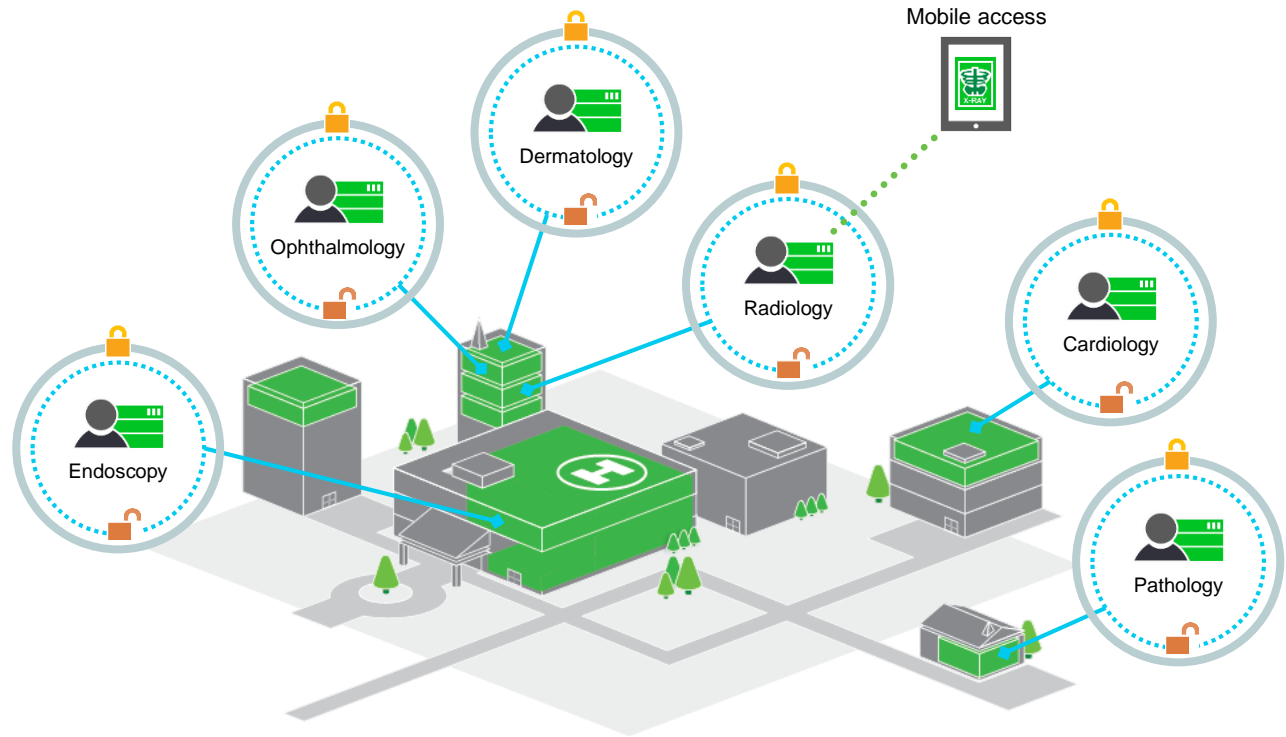 Mobile access
X-RAY
Dermatology
Ophthalmology
Radiology
Cardiology
Endoscopy
H
Pathology